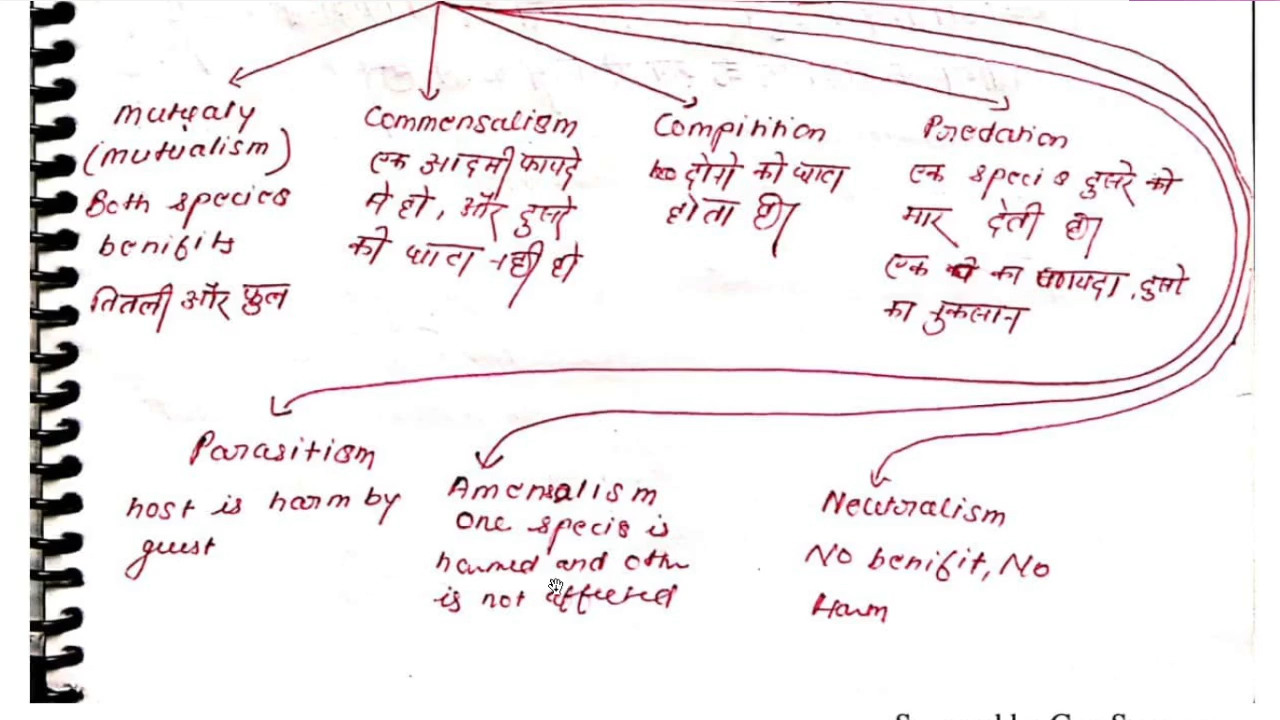 Mutualy
(mutualism)
Both species
benifits
तितली और फुल
Commensalism
एक आदमी फायदे
मे हो, और दुसरे
को घाटा नही हो
Compitition
दोनो को घाटा
होता है।
Predation
एक specis दुसरे को
मार देती है।
एक का फायदा, दुसरे
का नुकसान
Parasitism
host is harm by
guest
Amensalism
One specis is
harmed and other
is not affected
Neutralism
No benifit, No
Harm